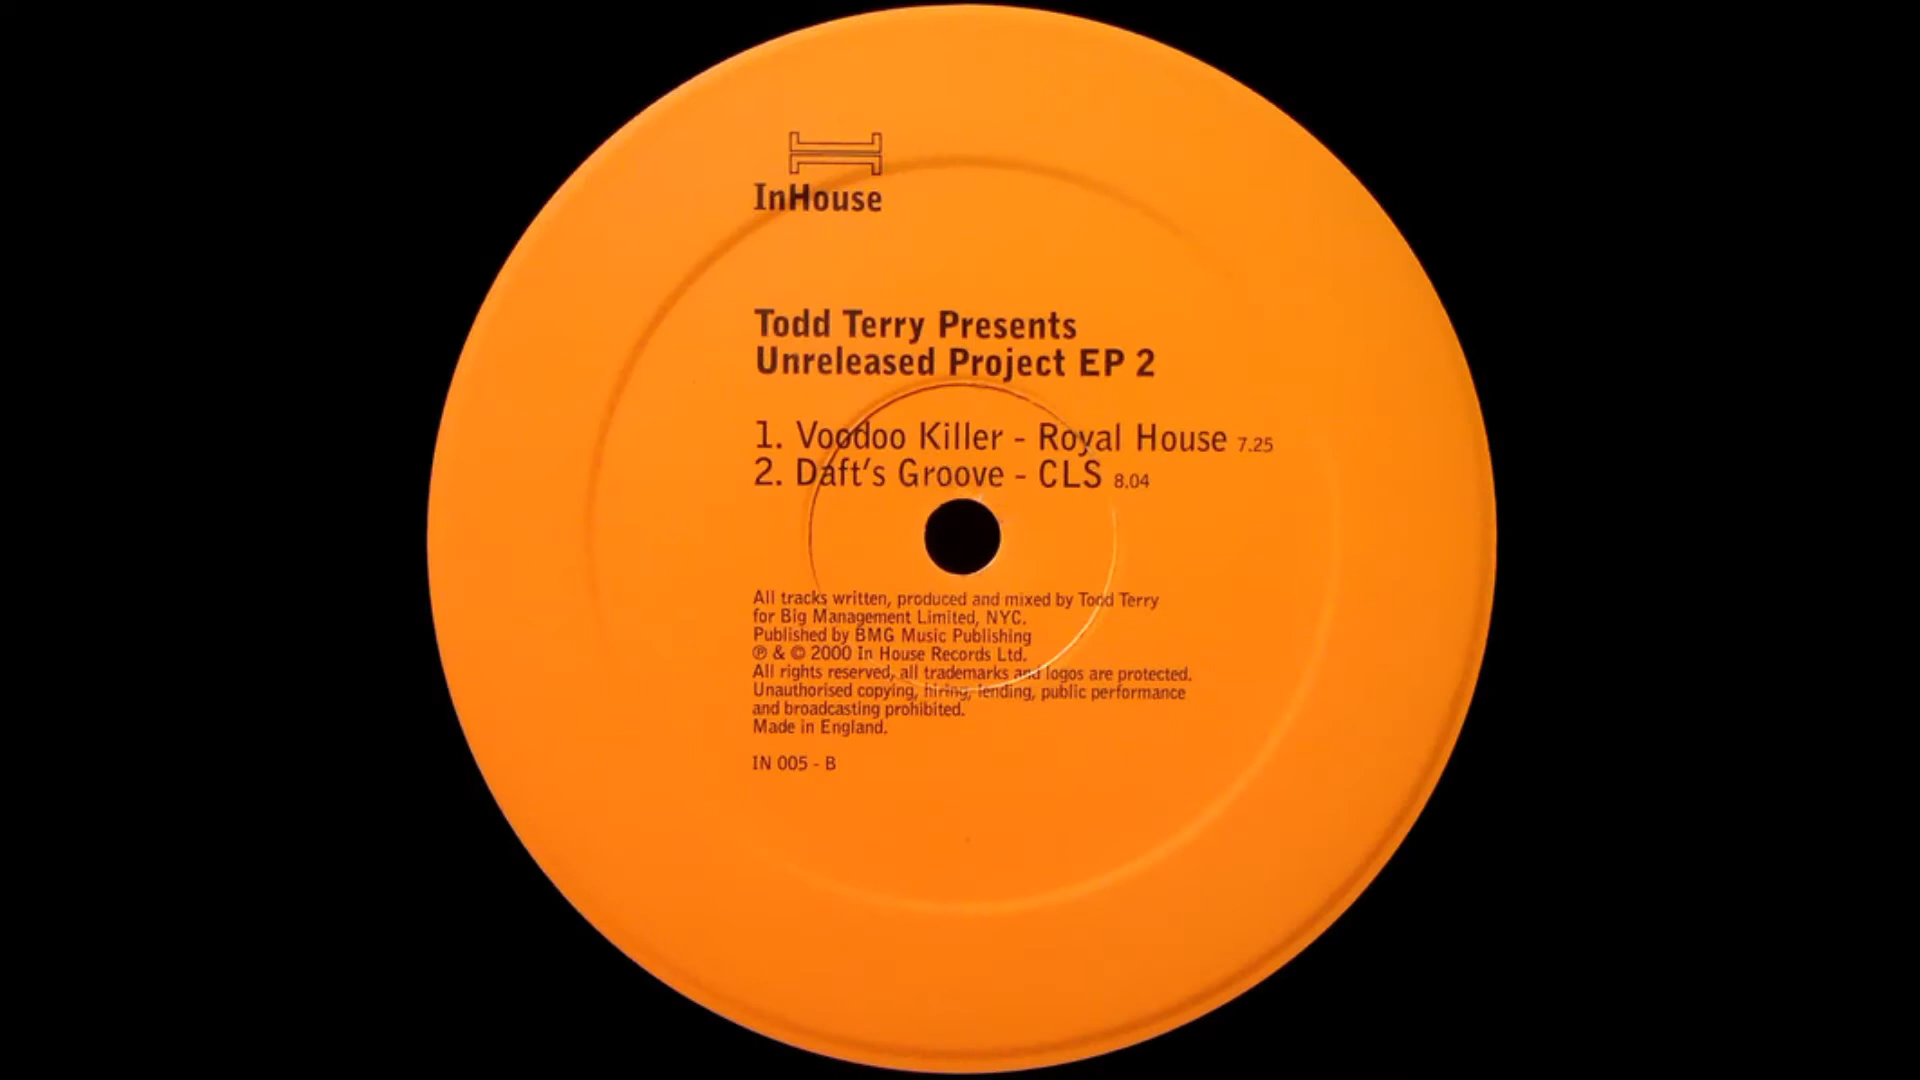 InHouse
Todd Terry Presents
Unreleased Project EP 2
1. Voodoo Killer - Royal House 7.25
2. Daft's Groove - CLS 8.04
All tracks written, produced and mixed by Todd Terry
for Big Management Limited, NYC.
Published by BMG Music Publishing
℗ & © 2000 In House Records Ltd.
All rights reserved, all trademarks and logos are protected.
Unauthorised copying, hiring, lending, public performance
and broadcasting prohibited.
Made in England.
IN 005 - B